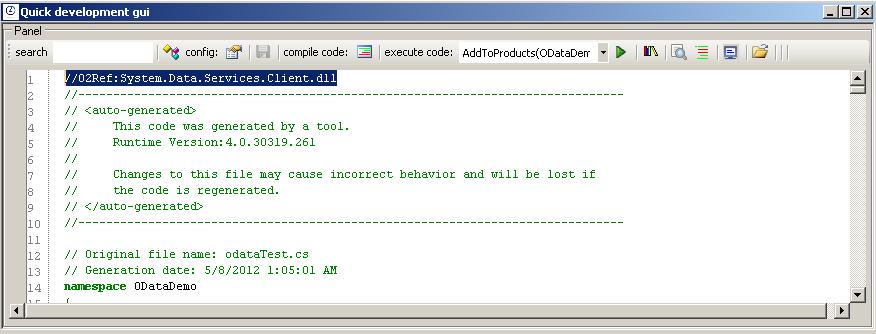 Quick development gui
Panel
search config: compile code: execute code: AddToProducts(ODataDem
1 //O2Ref:System.Data.Services.Client.dll
2 //------------------------------------------------------------------------------
3 // <auto-generated>
4 //     This code was generated by a tool.
5 //     Runtime Version:4.0.30319.261
6 //
7 //     Changes to this file may cause incorrect behavior and will be lost if
8 //     the code is regenerated.
9 // </auto-generated>
10 //------------------------------------------------------------------------------
11
12 // Original file name: odataTest.cs
13 // Generation date: 5/8/2012 1:05:01 AM
14 namespace ODataDemo
15 {